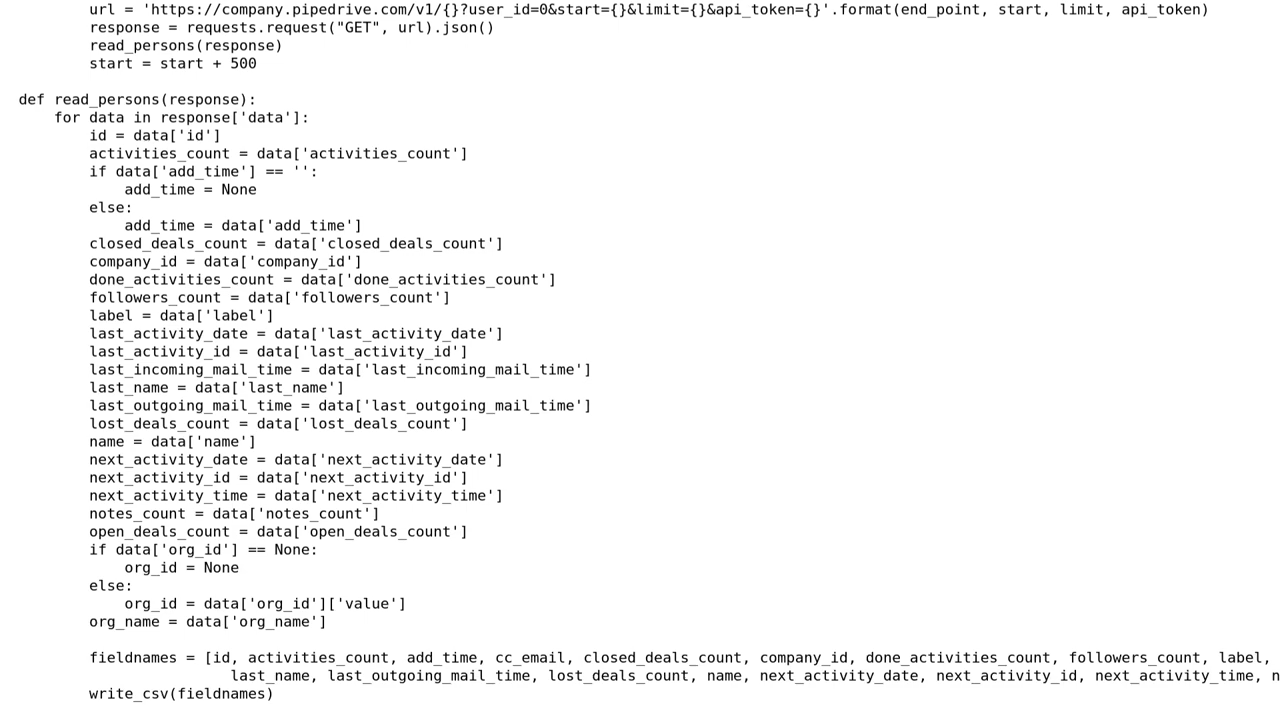 url = 'https://company.pipedrive.com/v1/{}?user_id=0&start={}&limit={}&api_token={}'.format(end_point, start, limit, api_token)
response = requests.request("GET", url).json()
read_persons(response)
start = start + 500
def read_persons(response):
for data in response['data']:
id = data['id']
activities_count = data['activities_count']
if data['add_time'] == '':
add_time = None
else:
add_time = data['add_time']
closed_deals_count = data['closed_deals_count']
company_id = data['company_id']
done_activities_count = data['done_activities_count']
followers_count = data['followers_count']
label = data['label']
last_activity_date = data['last_activity_date']
last_activity_id = data['last_activity_id']
last_incoming_mail_time = data['last_incoming_mail_time']
last_name = data['last_name']
last_outgoing_mail_time = data['last_outgoing_mail_time']
lost_deals_count = data['lost_deals_count']
name = data['name']
next_activity_date = data['next_activity_date']
next_activity_id = data['next_activity_id']
next_activity_time = data['next_activity_time']
notes_count = data['notes_count']
open_deals_count = data['open_deals_count']
if data['org_id'] == None:
org_id = None
else:
org_id = data['org_id']['value']
org_name = data['org_name']
fieldnames = [id, activities_count, add_time, cc_email, closed_deals_count, company_id, done_activities_count, followers_count, label,
last_name, last_outgoing_mail_time, lost_deals_count, name, next_activity_date, next_activity_id, next_activity_time, n
write_csv(fieldnames)